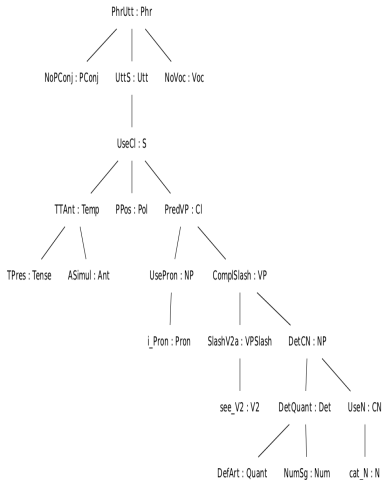 PhrUtt : Phr
NoPConj : PConj UttS : Utt NoVoc : Voc
UseCl : S
TTAnt : Temp PPos : Pol PredVP : Cl
TPres : Tense ASimul : Ant UsePron : NP ComplSlash : VP
i_Pron : Pron SlashV2a : VPSlash DetCN : NP
see_V2 : V2 DetQuant : Det UseN : CN
DefArt : Quant NumSg : Num cat_N : N